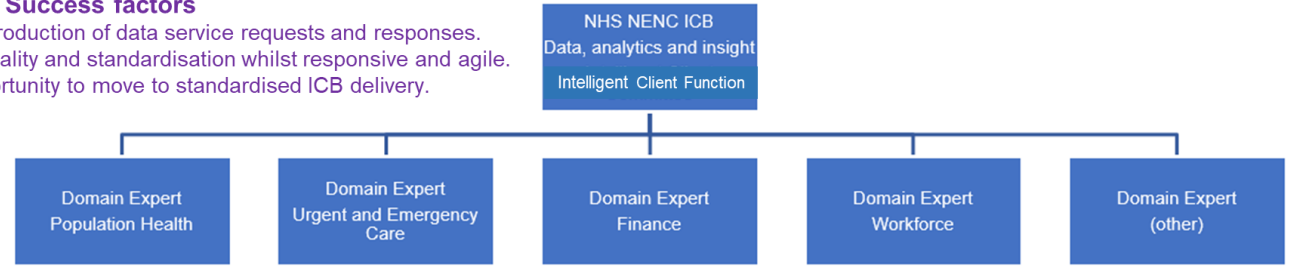 Success factors
roduction of data service requests and responses.
ality and standardisation whilst responsive and agile.
rtunity to move to standardised ICB delivery.
NHS NENC ICB
Data, analytics and insight
Intelligent Client Function
Domain Expert
Population Health
Domain Expert
Urgent and Emergency
Care
Domain Expert
Finance
Domain Expert
Workforce
Domain Expert
(other)